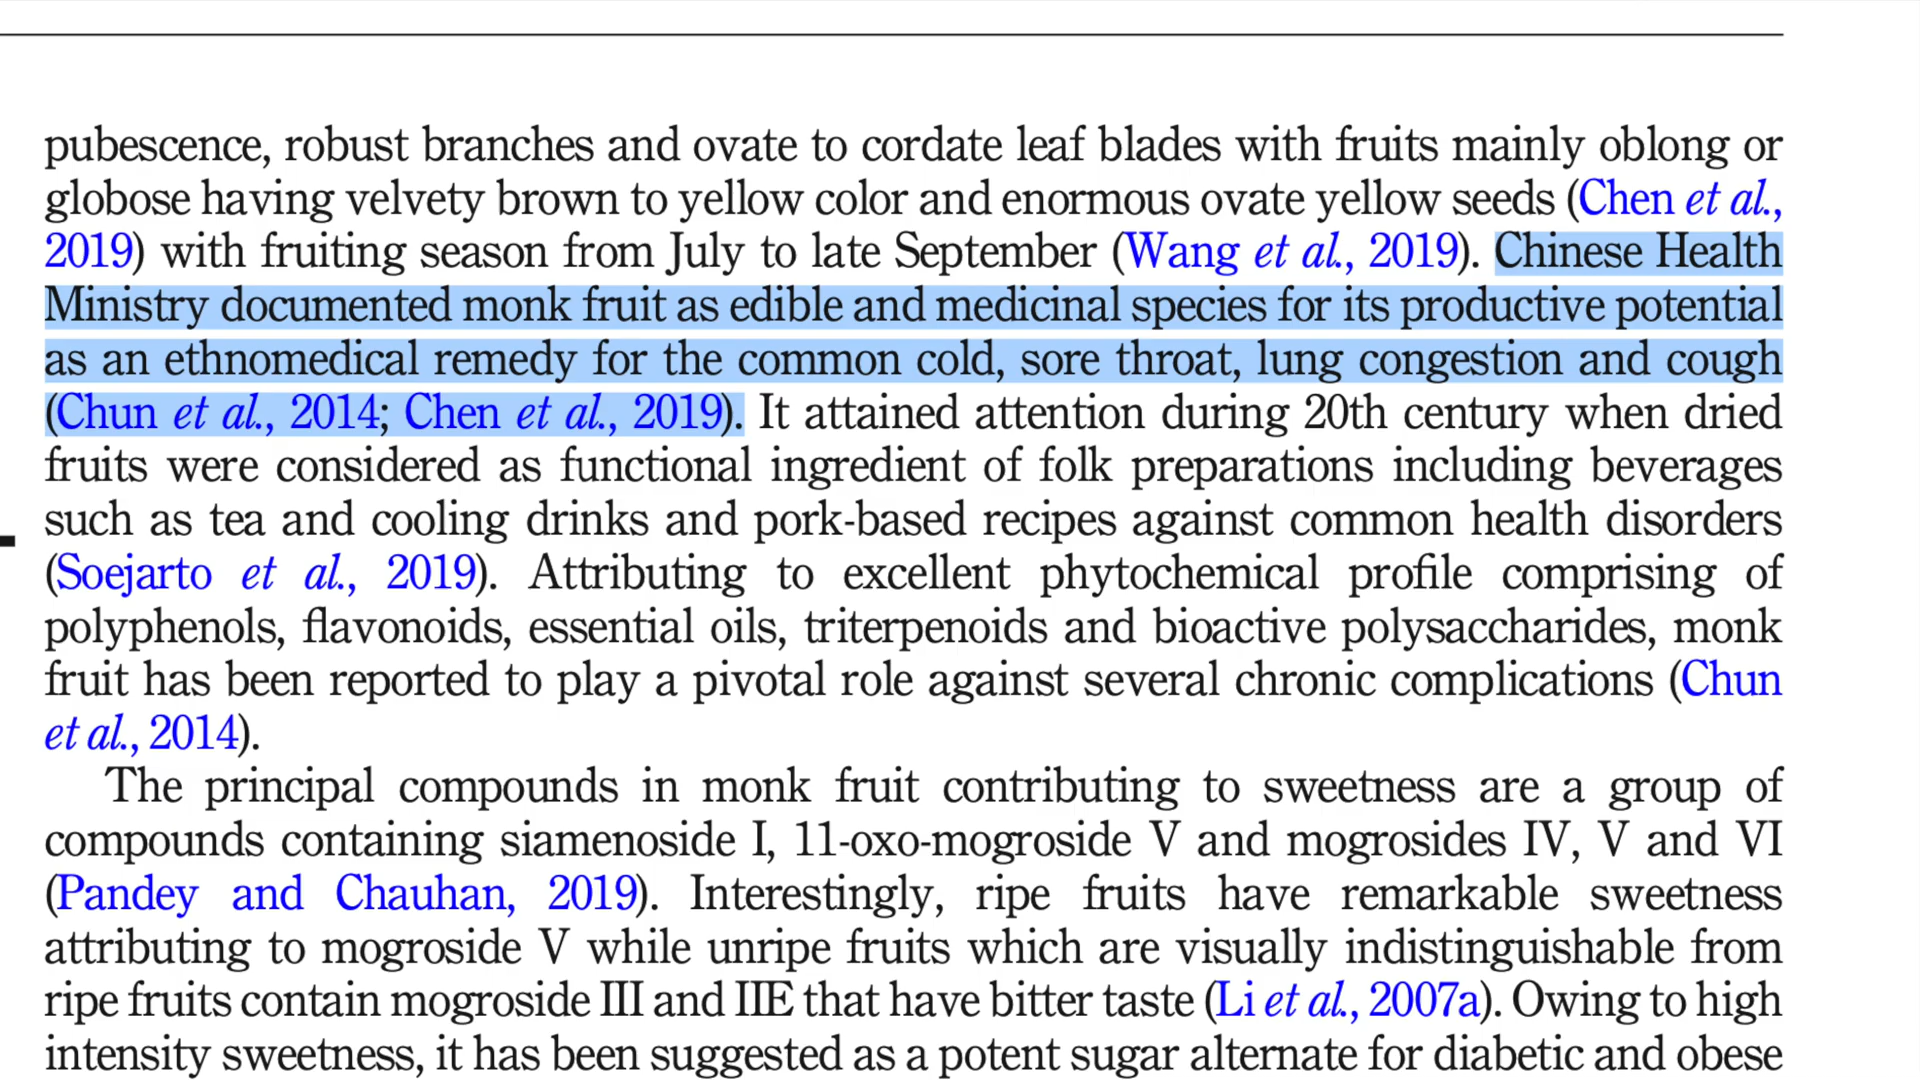 pubescence, robust branches and ovate to cordate leaf blades with fruits mainly oblong or
globose having velvety brown to yellow color and enormous ovate yellow seeds (Chen et al.,
2019) with fruiting season from July to late September (Wang et al., 2019). Chinese Health
Ministry documented monk fruit as edible and medicinal species for its productive potential
as an ethnomedical remedy for the common cold, sore throat, lung congestion and cough
(Chun et al., 2014; Chen et al., 2019). It attained attention during 20th century when dried
fruits were considered as functional ingredient of folk preparations including beverages
such as tea and cooling drinks and pork-based recipes against common health disorders
(Soejarto et al., 2019). Attributing to excellent phytochemical profile comprising of
polyphenols, flavonoids, essential oils, triterpenoids and bioactive polysaccharides, monk
fruit has been reported to play a pivotal role against several chronic complications (Chun
et al., 2014).
The principal compounds in monk fruit contributing to sweetness are a group of
compounds containing siamenoside I, 11-oxo-mogroside V and mogrosides IV, V and VI
(Pandey and Chauhan, 2019). Interestingly, ripe fruits have remarkable sweetness
attributing to mogroside V while unripe fruits which are visually indistinguishable from
ripe fruits contain mogroside III and IIE that have bitter taste (Li et al., 2007a). Owing to high
intensity sweetness, it has been suggested as a potent sugar alternate for diabetic and obese